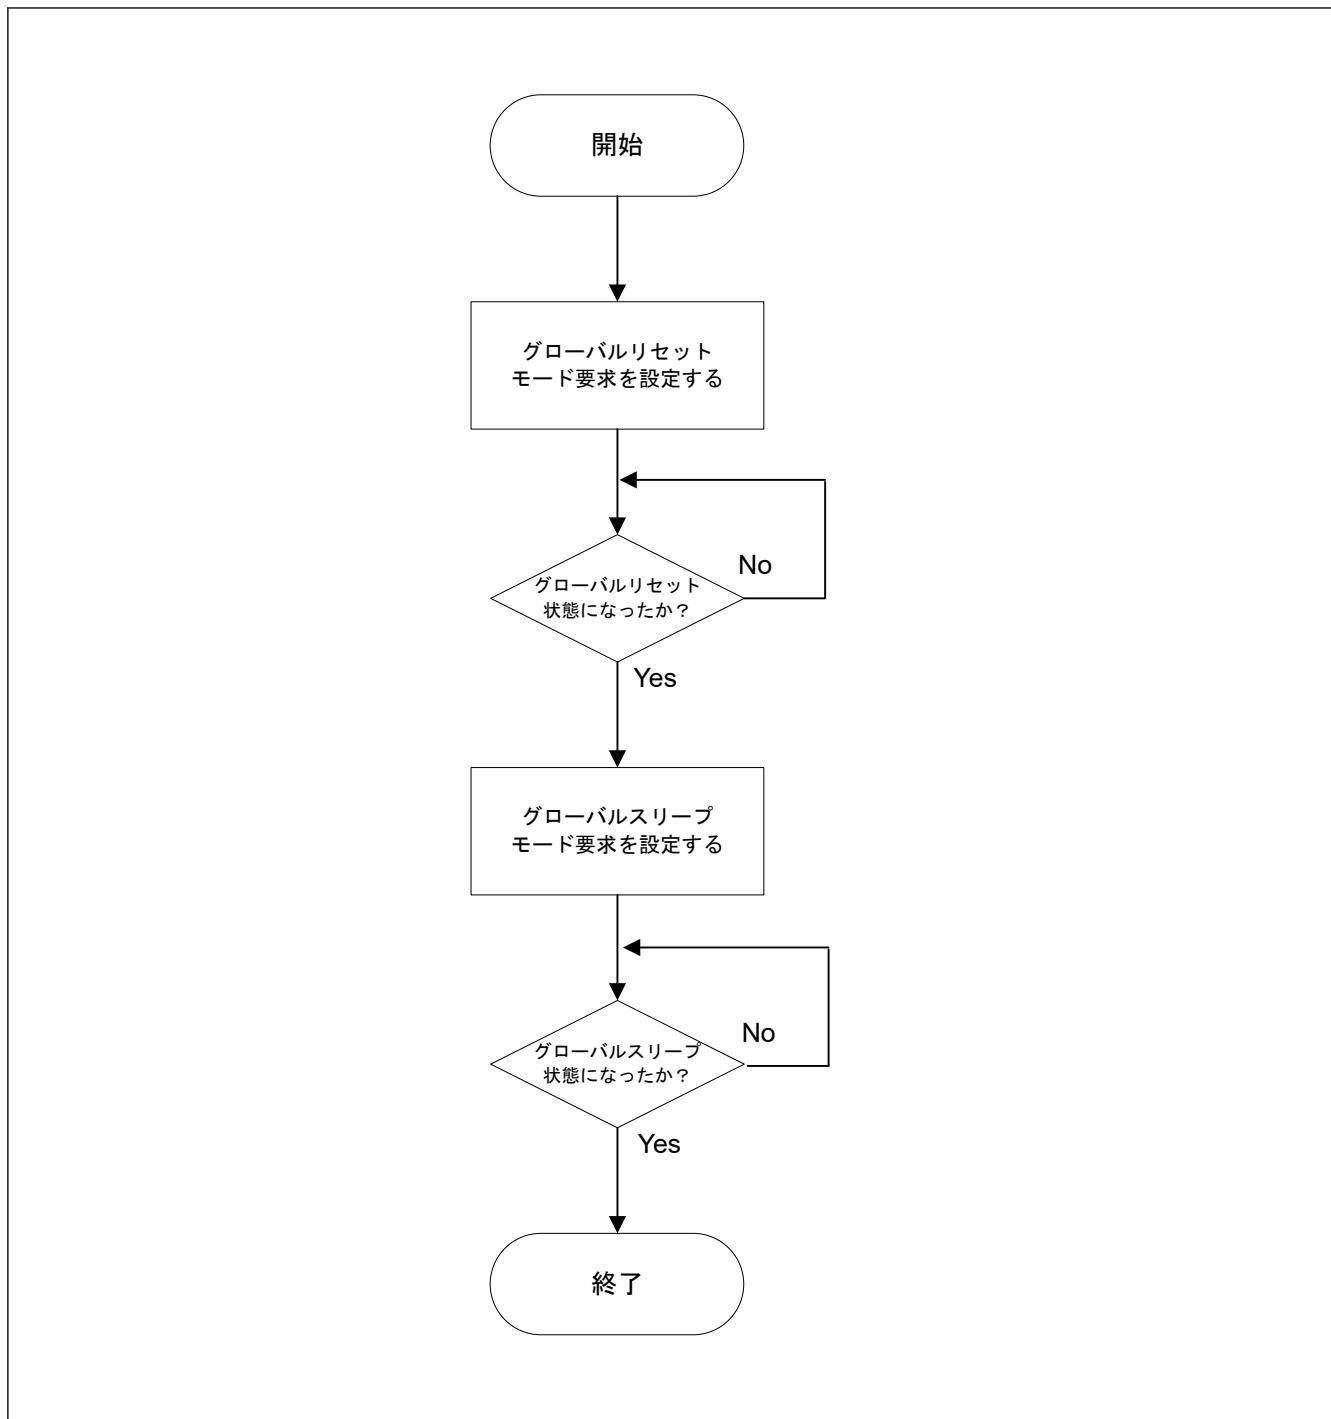 開始
グローバルリセット
モード要求を設定する
No
グローバルリセット
状態になったか？
Yes
グローバルスリープ
モード要求を設定する
No
グローバルスリープ
状態になったか？
Yes
終了